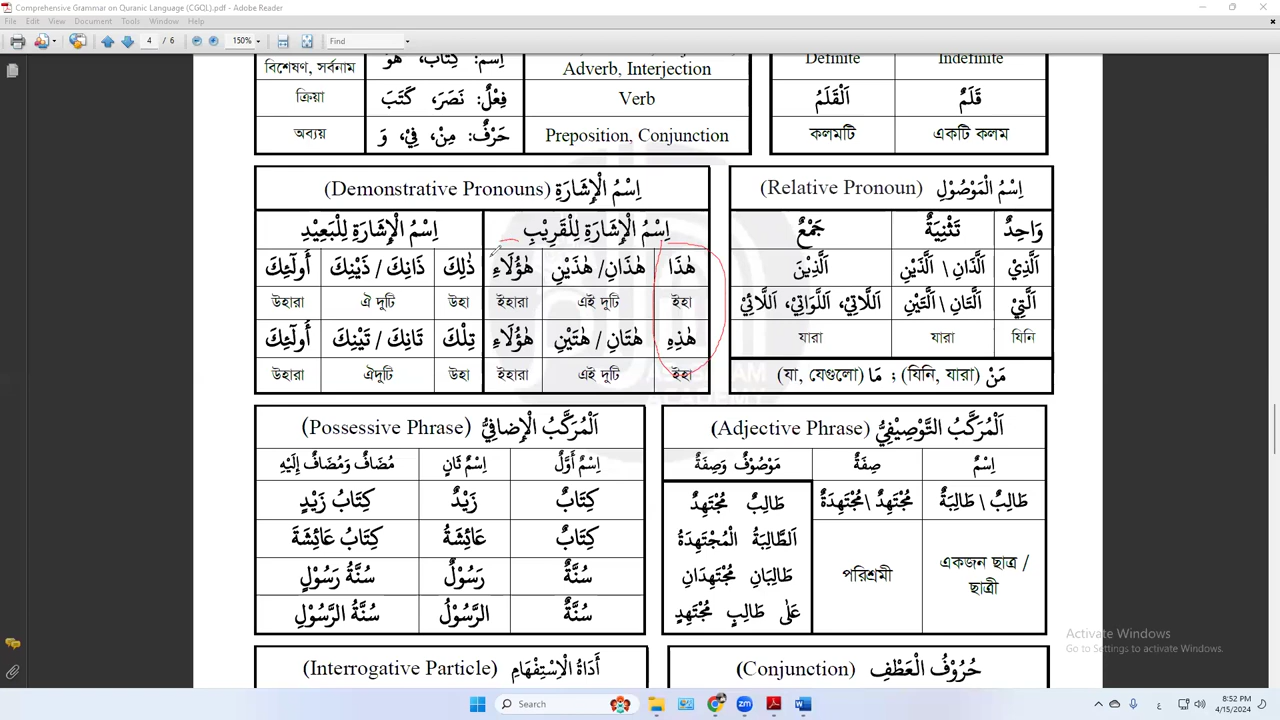 Comprehensive Grammar on Quranic Language (CGQL).pdf - Adobe Reader
File Edit View Document Tools Window Help
4 / 6 150% Find
বিশেষণ, সর্বনাম اِسْمٌ: كِتَابٌ، هُوَ Adverb, Interjection
ক্রিয়া فِعْلٌ: نَصَرَ، كَتَبَ Verb
অব্যয় حَرْفٌ: مِنْ، فِيْ، وَ Preposition, Conjunction
Definite Indefinite
اَلْقَلَمُ قَلَمٌ
কলমটি একটি কলম
(Demonstrative Pronouns) اِسْمُ الْإِشَارَةِ
اِسْمُ الْإِشَارَةِ لِلْبَعِيْدِ اِسْمُ الْإِشَارَةِ لِلْقَرِيْبِ
أُولَٓئِكَ ذَانِكَ / ذَيْنِكَ ذٰلِكَ هٰؤُلَاءِ هٰذَانِ/ هٰذَيْنِ هٰذَا
উহারা ঐ দুটি উহা ইহারা এই দুটি ইহা
أُولَٓئِكَ تَانِكَ / تَيْنِكَ تِلْكَ هٰؤُلَاءِ هٰتَانِ/ هٰتَيْنِ هٰذِهِ
উহারা ঐদুটি উহা ইহারা এই দুটি ইহা
(Relative Pronoun) اِسْمُ الْمَوْصُوْلِ
جَمْعٌ تَثْنِيَةٌ وَاحِدٌ
اَلَّذِيْنَ اَلَّذَانِ \ اَلَّذَيْنِ اَلَّذِيْ
اَللَّاتِيْ، اَللَّوَاتِيْ، اَللَّائِيْ اَلَّتَانِ \ اَلَّتَيْنِ اَلَّتِيْ
যারা যারা যিনি
مَنْ (যিনি, যারা) ; مَا (যা, যেগুলো)
(Possessive Phrase) اَلْمُرَكَّبُ الْإِضَافِيُّ
مُضَافٌ وَمُضَافٌ إِلَيْهِ اِسْمٌ ثَانٍ اِسْمٌ أَوَّلٌ
كِتَابُ زَيْدٍ زَيْدٌ كِتَابٌ
كِتَابُ عَائِشَةَ عَائِشَةُ كِتَابٌ
سُنَّةُ رَسُوْلٍ رَسُوْلٌ سُنَّةٌ
سُنَّةُ الرَّسُوْلِ الرَّسُوْلُ سُنَّةٌ
(Adjective Phrase) اَلْمُرَكَّبُ التَّوْصِيْفِيُّ
مَوْصُوْفٌ وَصِفَةٌ صِفَةٌ اِسْمٌ
طَالِبٌ مُجْتَهِدٌ مُجْتَهِدٌ \مُجْتَهِدَةٌ طَالِبٌ \ طَالِبَةٌ
اَلطَّالِبَةُ الْمُجْتَهِدَةُ
طَالِبَانِ مُجْتَهِدَانِ পরিশ্রমী একজন ছাত্র / ছাত্রী
عَلٰى طَالِبٍ مُجْتَهِدٍ
(Interrogative Particle) أَدَاةُ الْاِسْتِفْهَامِ
(Conjunction) حُرُوْفُ الْعَطْفِ
Activate Windows
Go to Settings to activate Windows.
Search
8:52 PM
4/15/2024